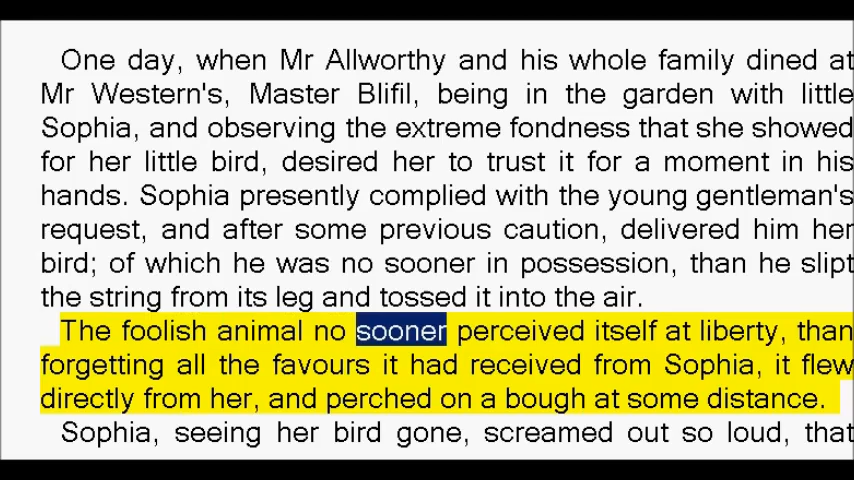 One day, when Mr Allworthy and his whole family dined at
Mr Western's, Master Blifil, being in the garden with little
Sophia, and observing the extreme fondness that she showed
for her little bird, desired her to trust it for a moment in his
hands. Sophia presently complied with the young gentleman's
request, and after some previous caution, delivered him her
bird; of which he was no sooner in possession, than he slipt
the string from its leg and tossed it into the air.
The foolish animal no sooner perceived itself at liberty, than
forgetting all the favours it had received from Sophia, it flew
directly from her, and perched on a bough at some distance.
Sophia, seeing her bird gone, screamed out so loud, that